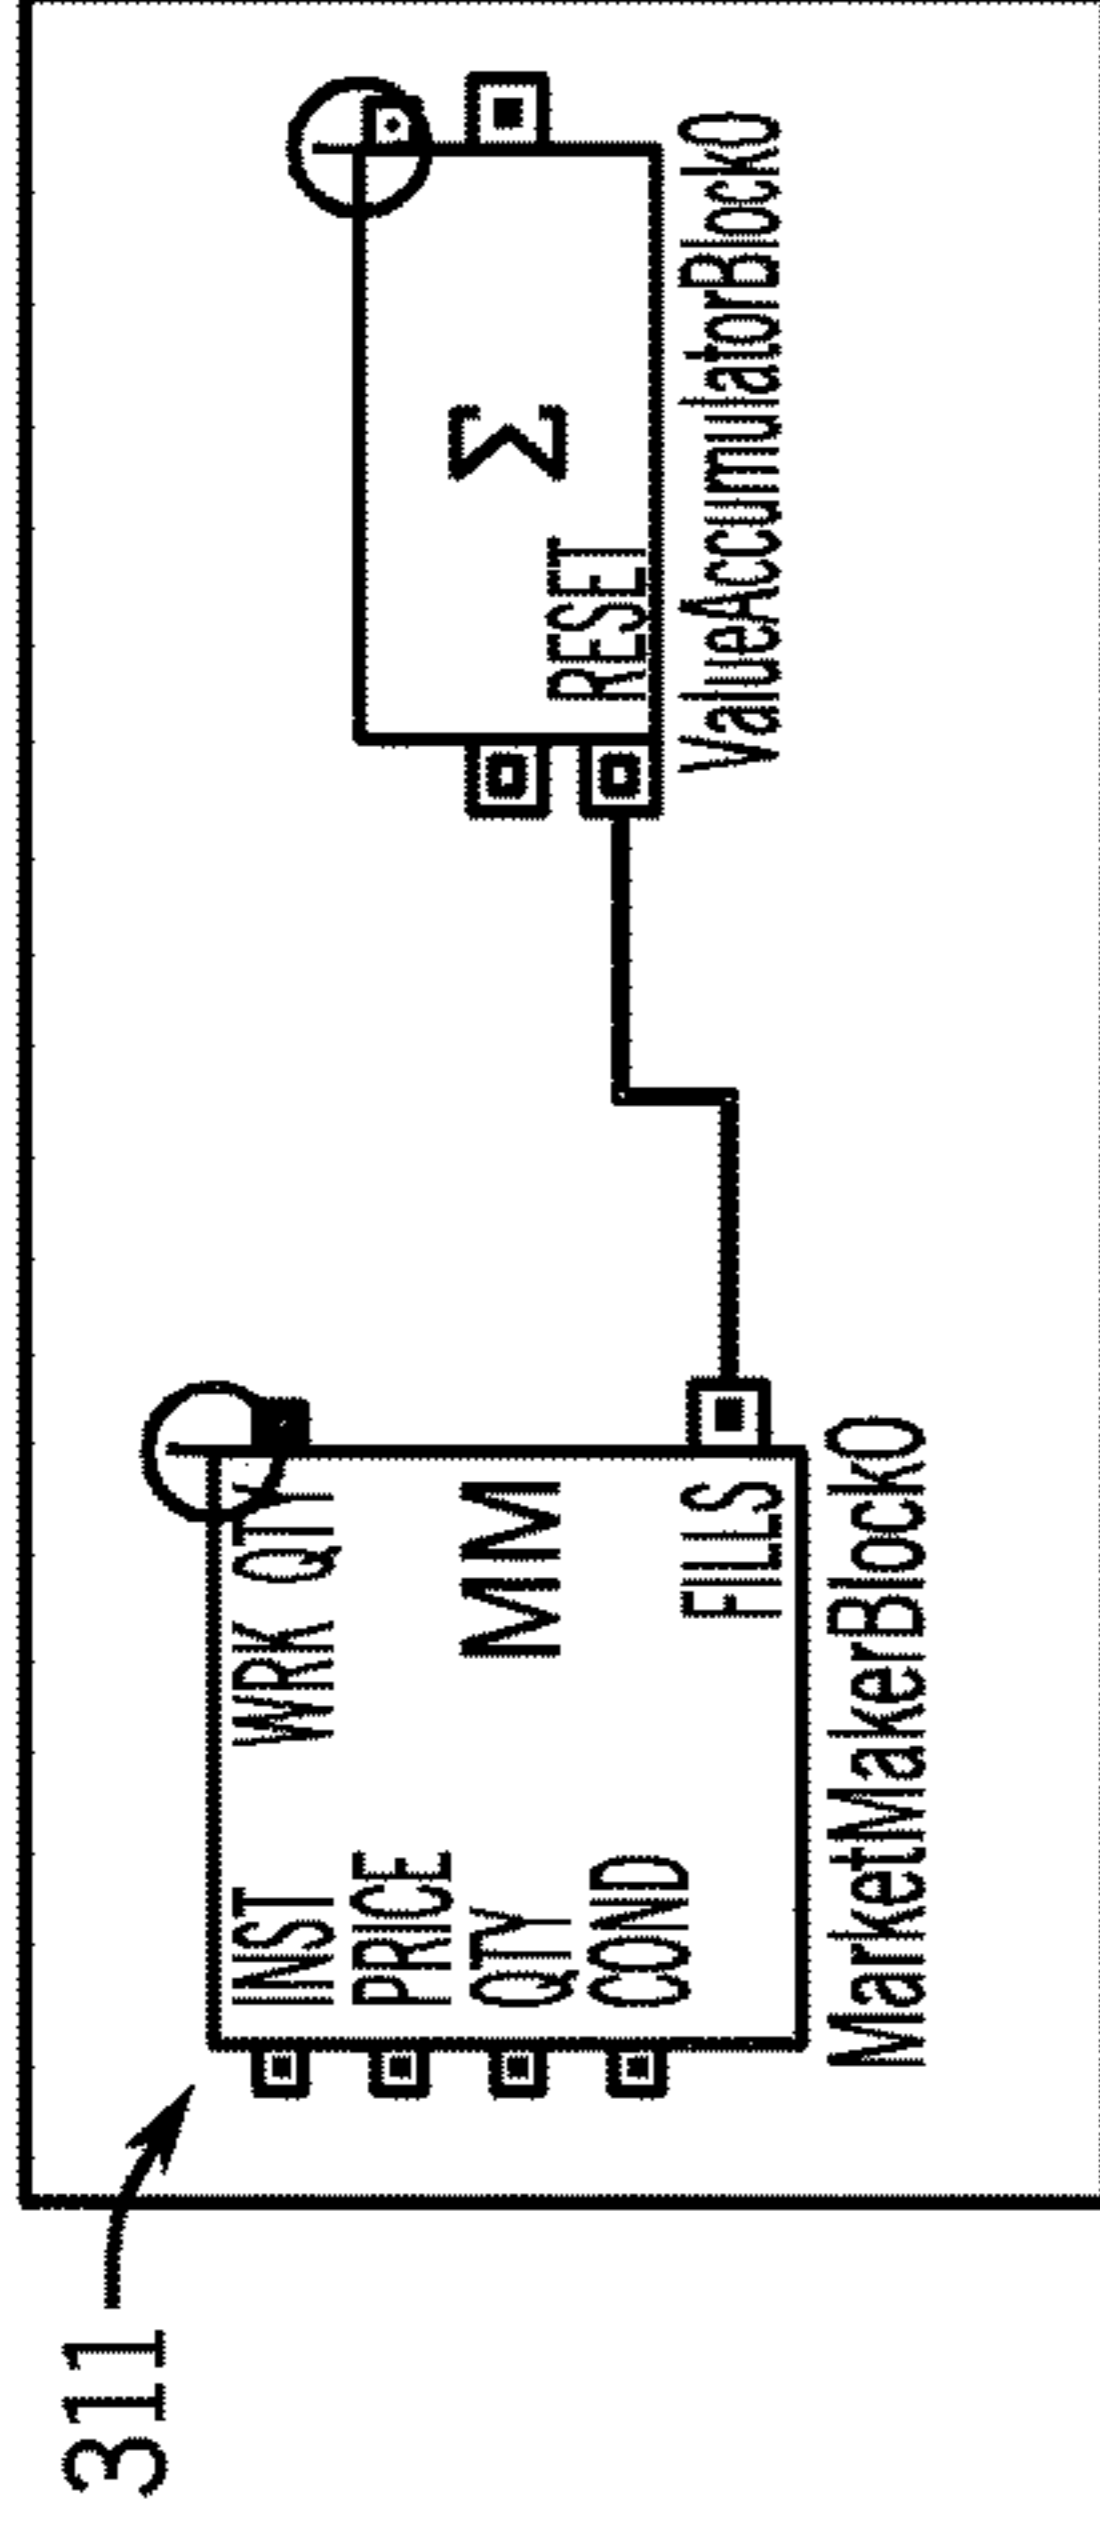 311
INST WRK QTY
PRICE
QTY MM
COND
FILLS
MarketMakerBlock0
Σ
RESET
ValueAccumulatorBlock0